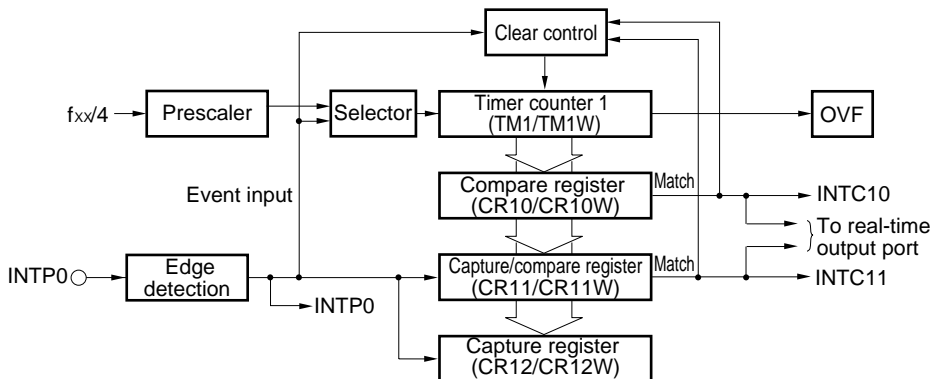 Clear control
fxx/4
Prescaler
Selector
Timer counter 1
(TM1/TM1W)
OVF
Event input
Compare register
(CR10/CR10W)
Match
INTC10
To real-time
output port
INTP0
Edge
detection
INTP0
Capture/compare register
(CR11/CR11W)
Match
INTC11
Capture register
(CR12/CR12W)